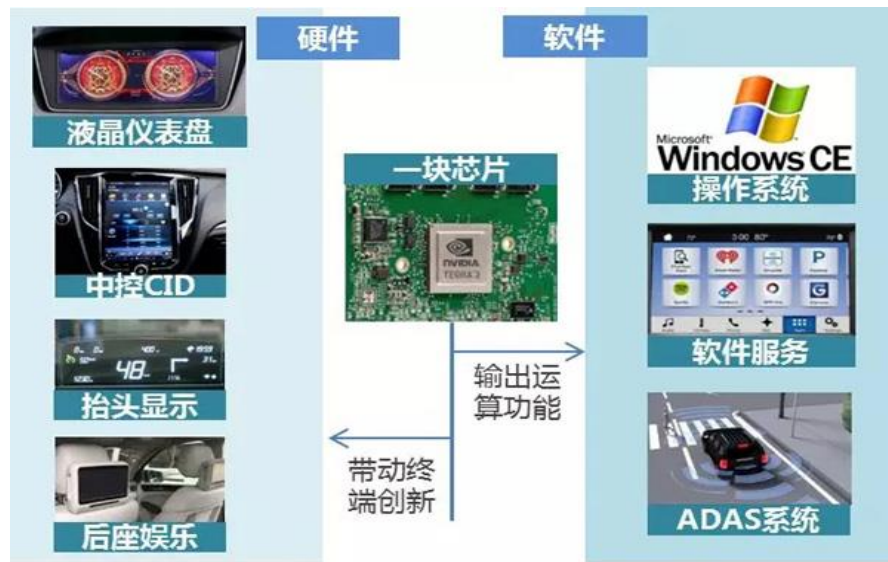 硬件
软件
液晶仪表盘
中控CID
48
抬头显示
后座娱乐
一块芯片
NVIDIA
TEGRA 2
输出运
算功能
带动终
端创新
Microsoft
Windows CE
操作系统
3:00
80°
P
软件服务
ADAS系统